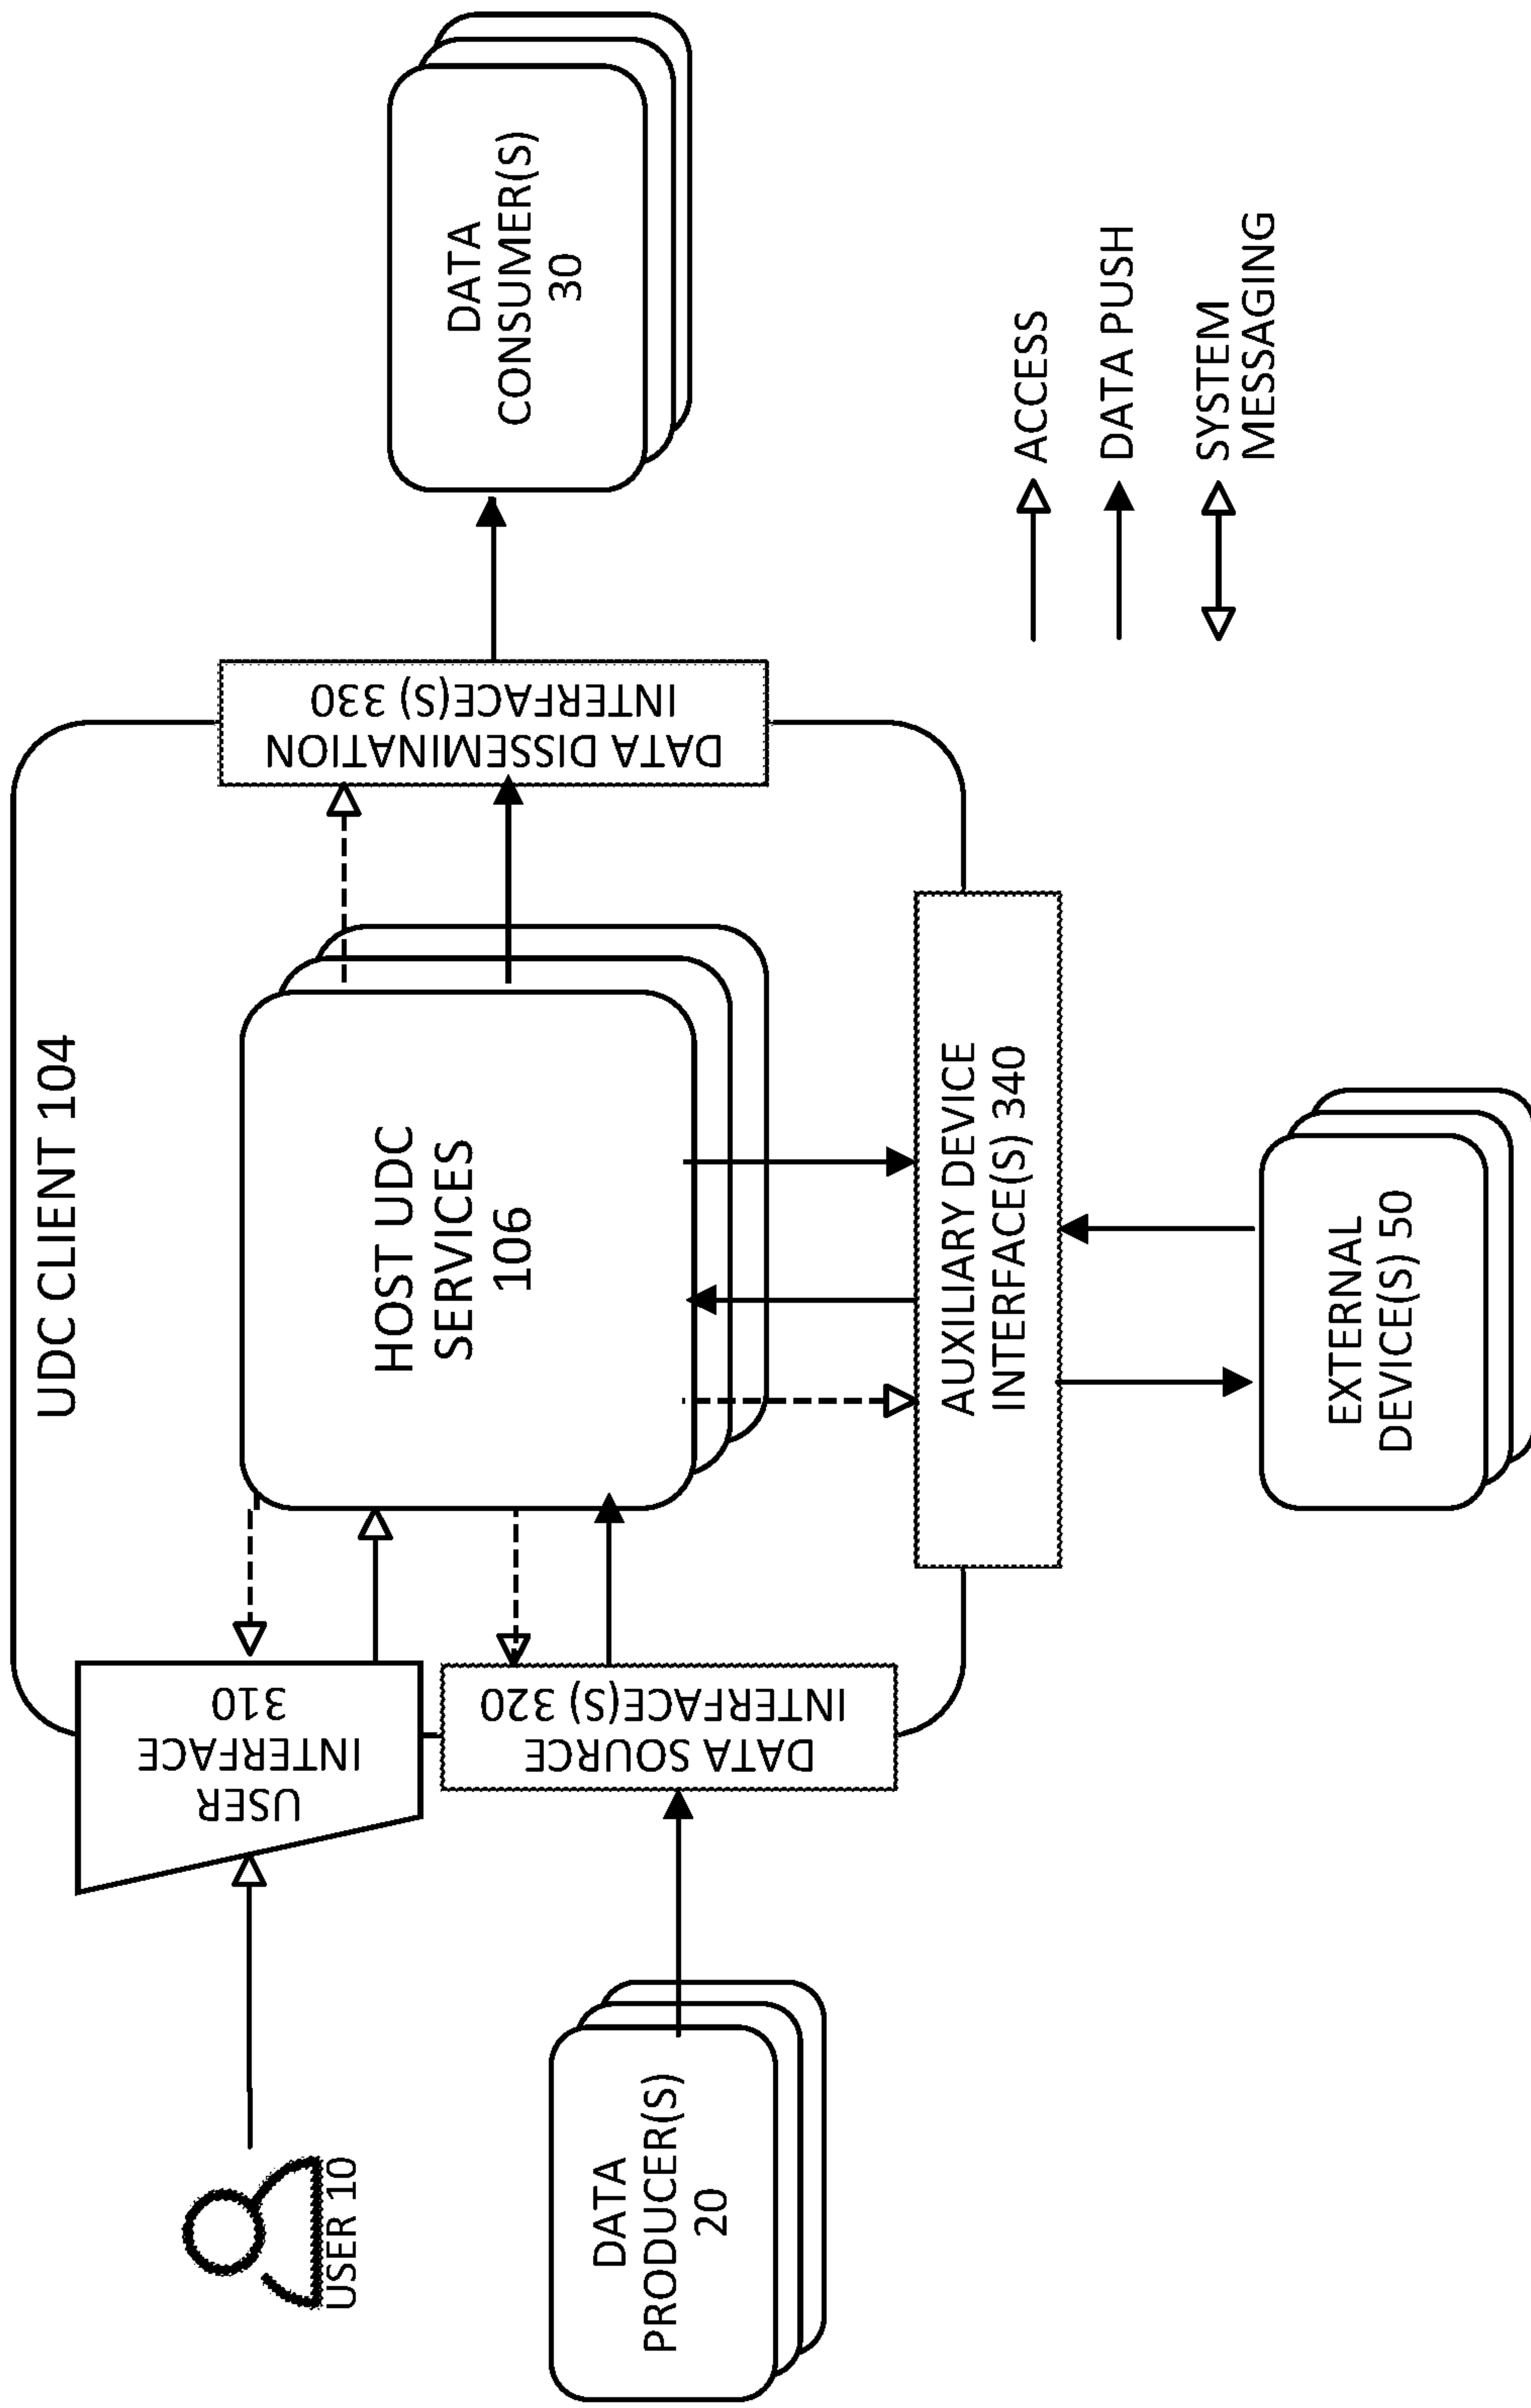 UDC CLIENT 104
USER 10
USER
INTERFACE
310
DATA
PRODUCER(S)
20
DATA SOURCE
INTERFACE(S) 320
HOST UDC
SERVICES
106
DATA DISSEMINATION
INTERFACE(S) 330
DATA
CONSUMER(S)
30
AUXILIARY DEVICE
INTERFACE(S) 340
EXTERNAL
DEVICE(S) 50
ACCESS
DATA PUSH
SYSTEM
MESSAGING